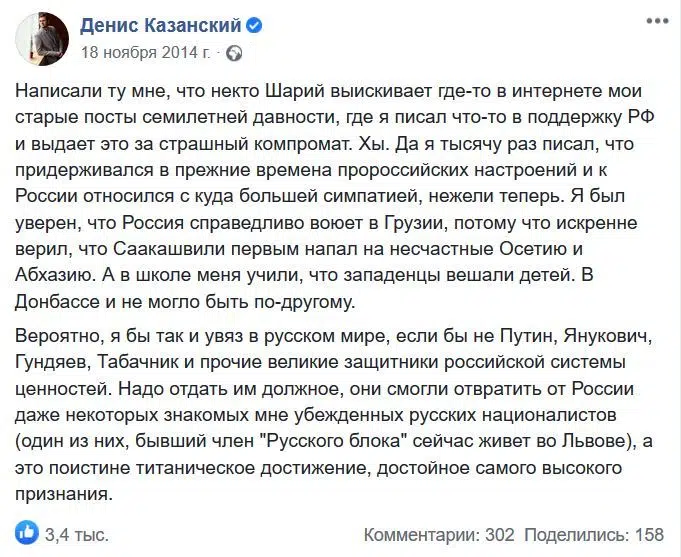 Денис Казанский
18 ноября 2014 г. ·
Написали ту мне, что некто Шарий выискивает где-то в интернете мои
старые посты семилетней давности, где я писал что-то в поддержку РФ
и выдает это за страшный компромат. Хы. Да я тысячу раз писал, что
придерживался в прежние времена пророссийских настроений и к
России относился с куда большей симпатией, нежели теперь. Я был
уверен, что Россия справедливо воюет в Грузии, потому что искренне
верил, что Саакашвили первым напал на несчастные Осетию и
Абхазию. А в школе меня учили, что западенцы вешали детей. В
Донбассе и не могло быть по-другому.
Вероятно, я бы так и увяз в русском мире, если бы не Путин, Янукович,
Гундяев, Табачник и прочие великие защитники российской системы
ценностей. Надо отдать им должное, они смогли отвратить от России
даже некоторых знакомых мне убежденных русских националистов
(один из них, бывший член "Русского блока" сейчас живет во Львове), а
это поистине титаническое достижение, достойное самого высокого
признания.
3,4 тыс. Комментарии: 302 Поделились: 158